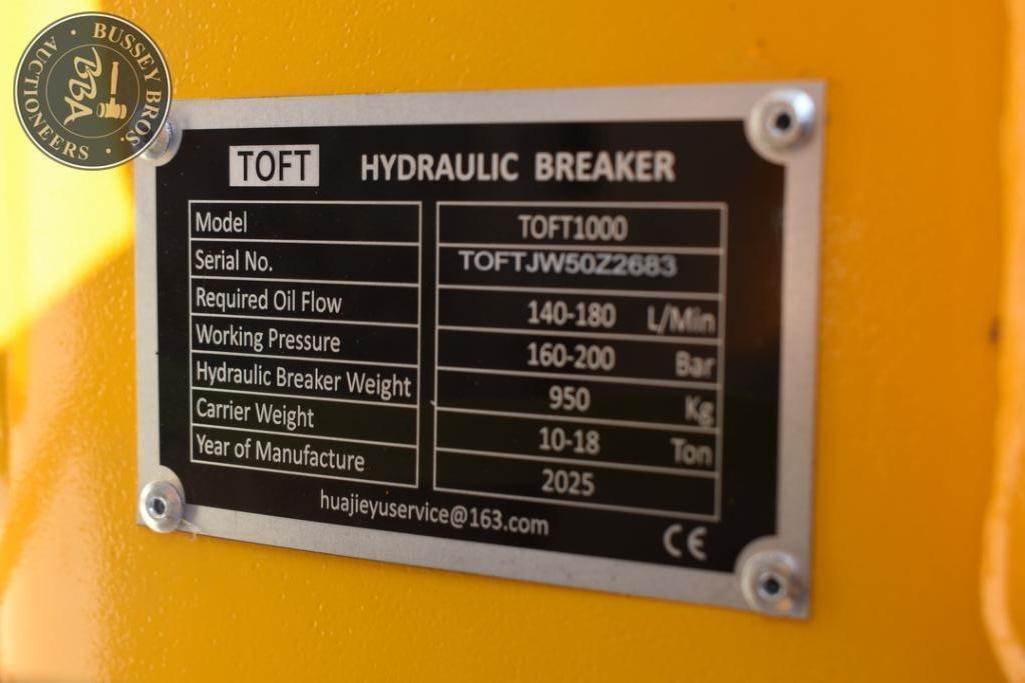 BUSSEY BROS. AUCTIONEERS
BBA
TOFT HYDRAULIC BREAKER
Model TOFT1000
Serial No. TOFTJW50Z2683
Required Oil Flow 140-180 L/Min
Working Pressure 160-200 Bar
Hydraulic Breaker Weight 950 Kg
Carrier Weight 10-18 Ton
Year of Manufacture 2025
huajieyuservice@163.com
CE